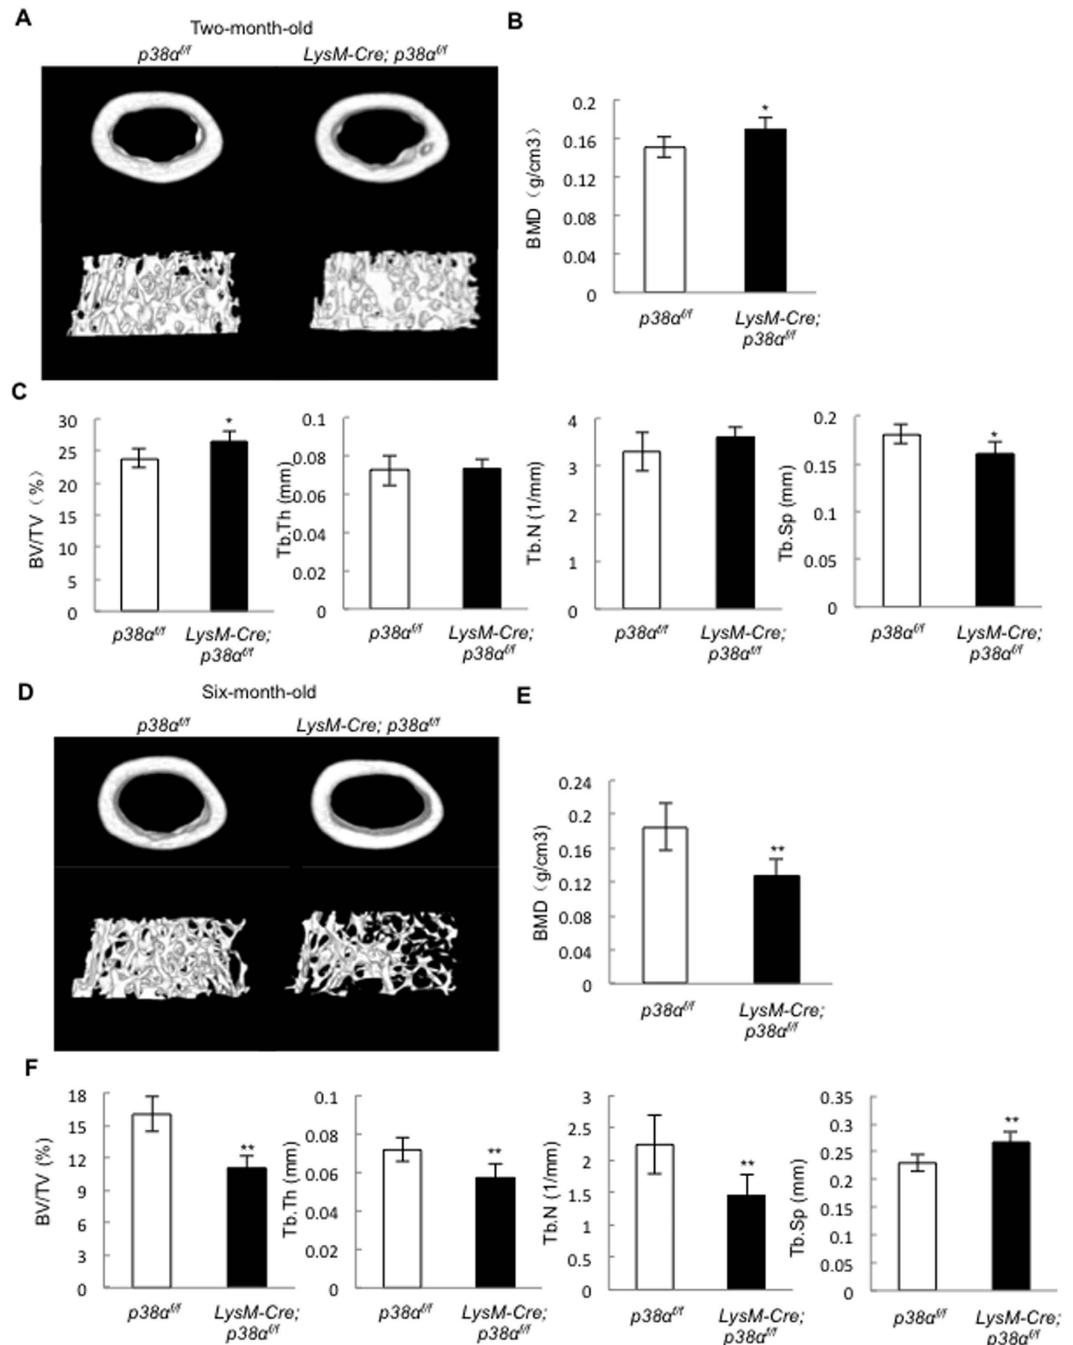 A
Two-month-old
p38αf/f LysM-Cre; p38αf/f
B
0.2
0.16
0.12
0.08
0.04
0
BMD（g/cm3）
*
p38αf/f LysM-Cre;
p38αf/f
C
30
25
20
15
10
5
0
BV/TV（%）
*
p38αf/f LysM-Cre;
p38αf/f
0.1
0.08
0.06
0.04
0.02
0
Tb.Th (mm)
p38αf/f LysM-Cre;
p38αf/f
4
3
2
1
0
Tb.N (1/mm)
p38αf/f LysM-Cre;
p38αf/f
0.2
0.15
0.1
0.05
0
Tb.Sp (mm)
*
p38αf/f LysM-Cre;
p38αf/f
D
Six-month-old
p38αf/f LysM-Cre; p38αf/f
E
0.24
0.2
0.16
0.12
0.08
0.04
0
BMD（g/cm3)
**
p38αf/f LysM-Cre;
p38αf/f
F
18
15
12
9
6
3
0
BV/TV (%)
**
p38αf/f LysM-Cre;
p38αf/f
0.1
0.08
0.06
0.04
0.02
0
Tb.Th (mm)
**
p38αf/f LysM-Cre;
p38αf/f
3
2.5
2
1.5
1
0.5
0
Tb.N (1/mm)
**
p38αf/f LysM-Cre;
p38αf/f
0.35
0.3
0.25
0.2
0.15
0.1
0.05
0
Tb.Sp (mm)
**
p38αf/f LysM-Cre;
p38αf/f